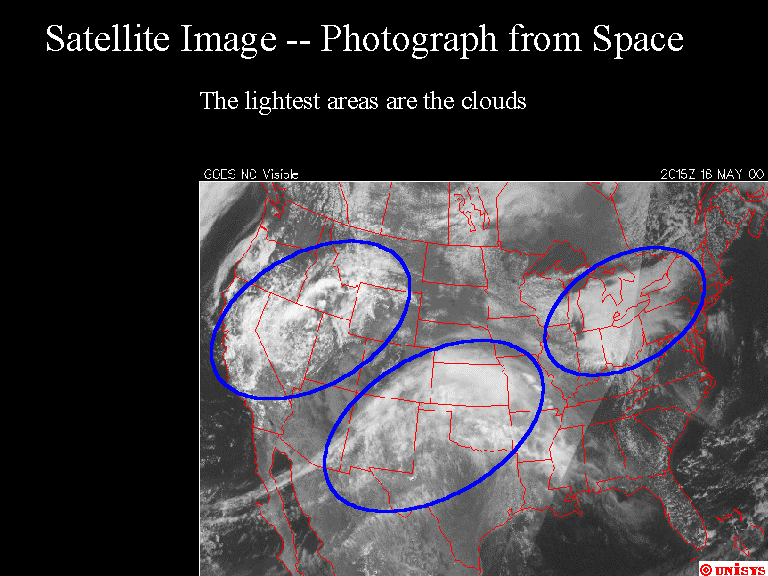 Satellite Image -- Photograph from Space
The lightest areas are the clouds
GOES NC Visible 2015Z 16 MAY 00
UNISYS